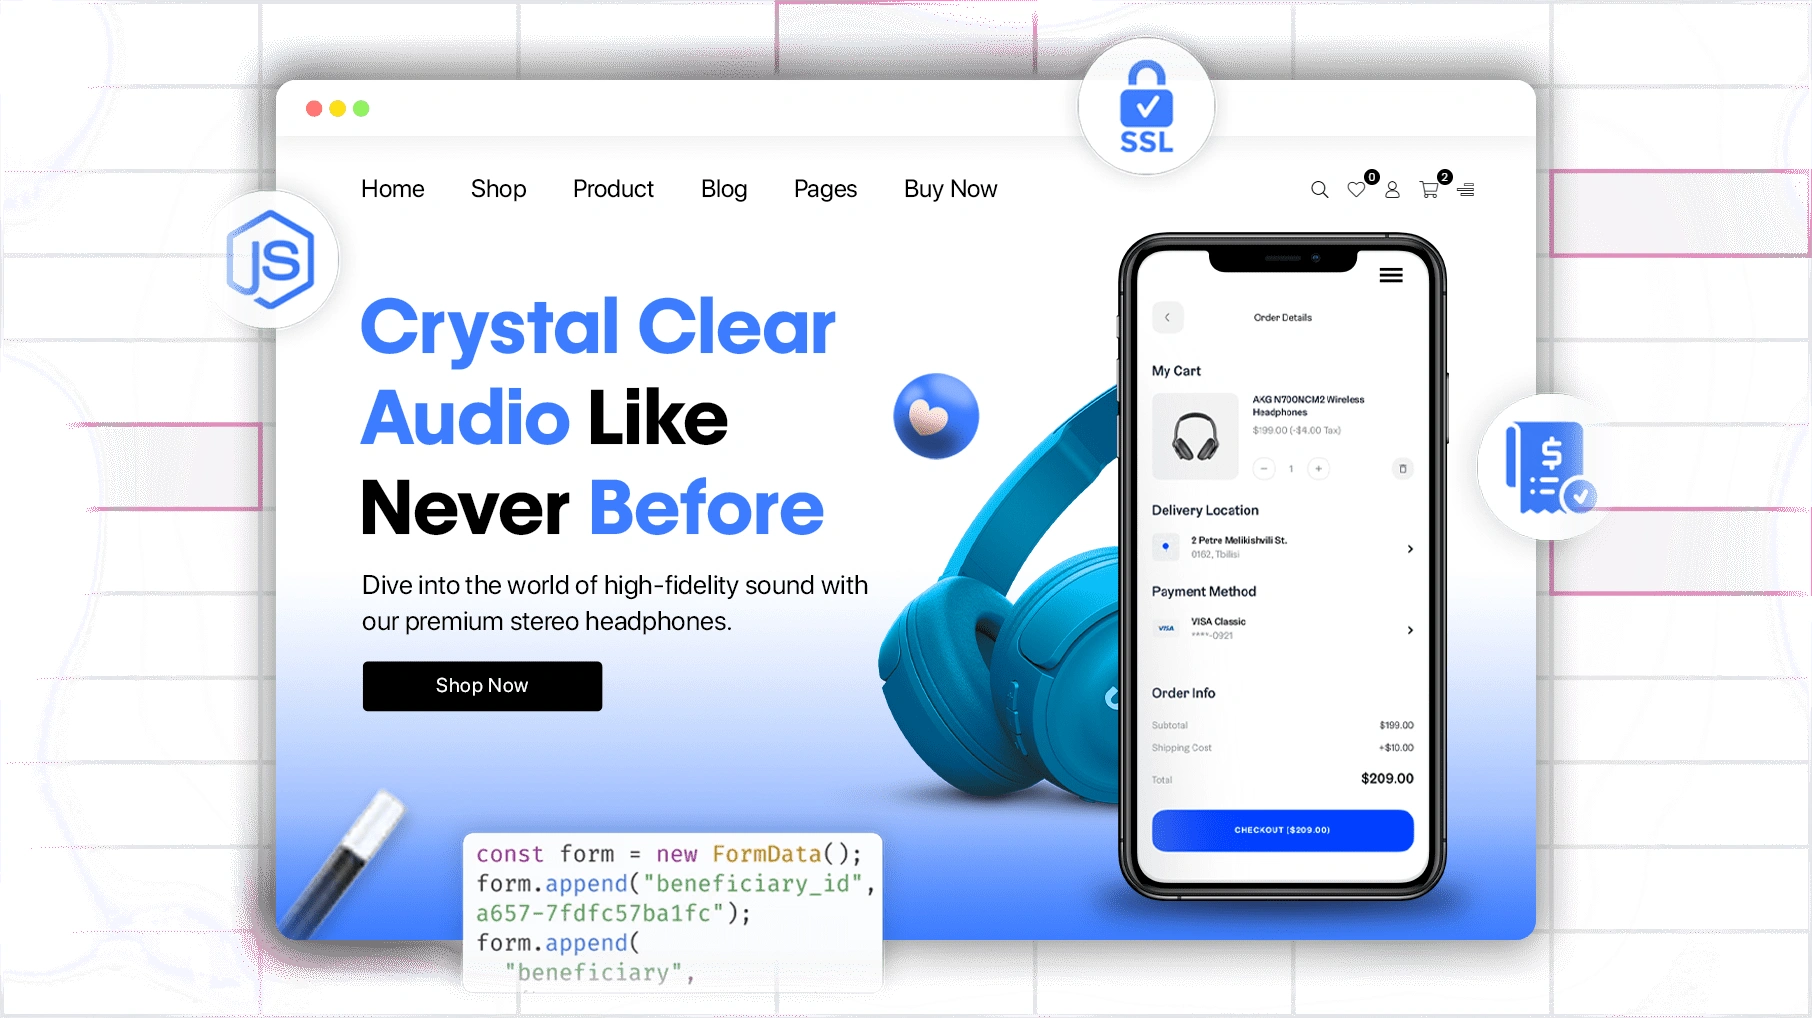 SSL
Home Shop Product Blog Pages Buy Now
0
2
JS
Crystal Clear
Audio Like
Never Before
Dive into the world of high-fidelity sound with
our premium stereo headphones.
Shop Now
Order Details
My Cart
AKG N700NCM2 Wireless
Headphones
$199.00 (-$4.00 Tax)
− 1 +
Delivery Location
2 Petre Melikishvili St.
0162, Tbilisi
Payment Method
VISA
VISA Classic
****-0921
Order Info
Subtotal $199.00
Shipping Cost +$10.00
Total $209.00
CHECKOUT ($209.00)
$
const form = new FormData();
form.append("beneficiary_id",
a657-7fdfc57ba1fc");
form.append(
"beneficiary",